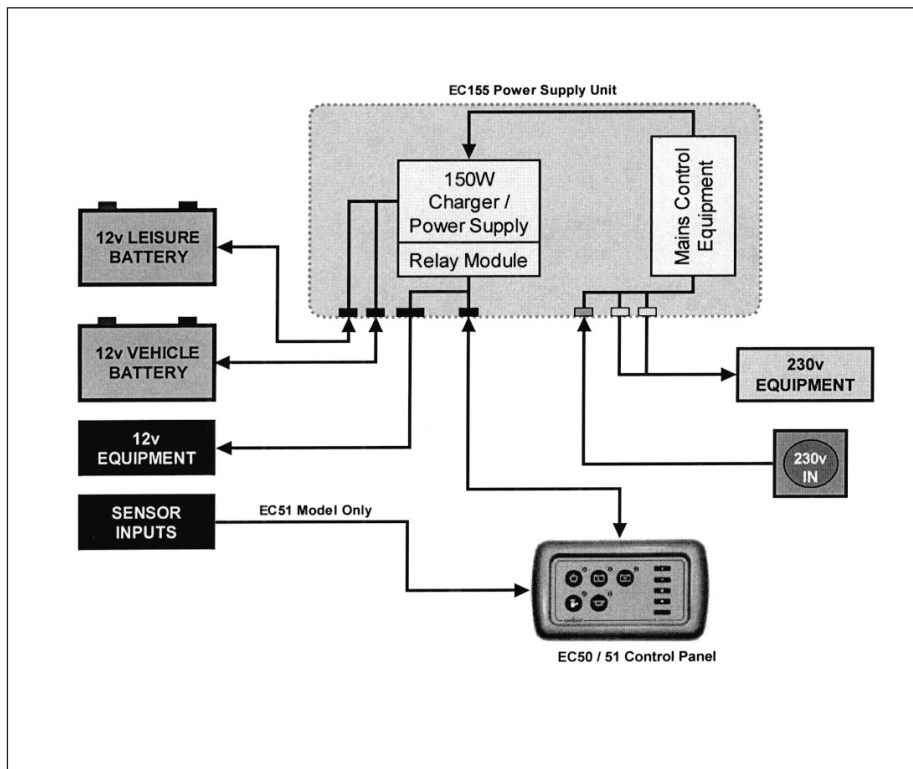 EC155 Power Supply Unit
150W
Charger /
Power Supply
Relay Module
Mains Control
Equipment
12v LEISURE
BATTERY
12v VEHICLE
BATTERY
12v
EQUIPMENT
SENSOR
INPUTS
EC51 Model Only
230v
EQUIPMENT
230v
IN
EC50 / 51 Control Panel